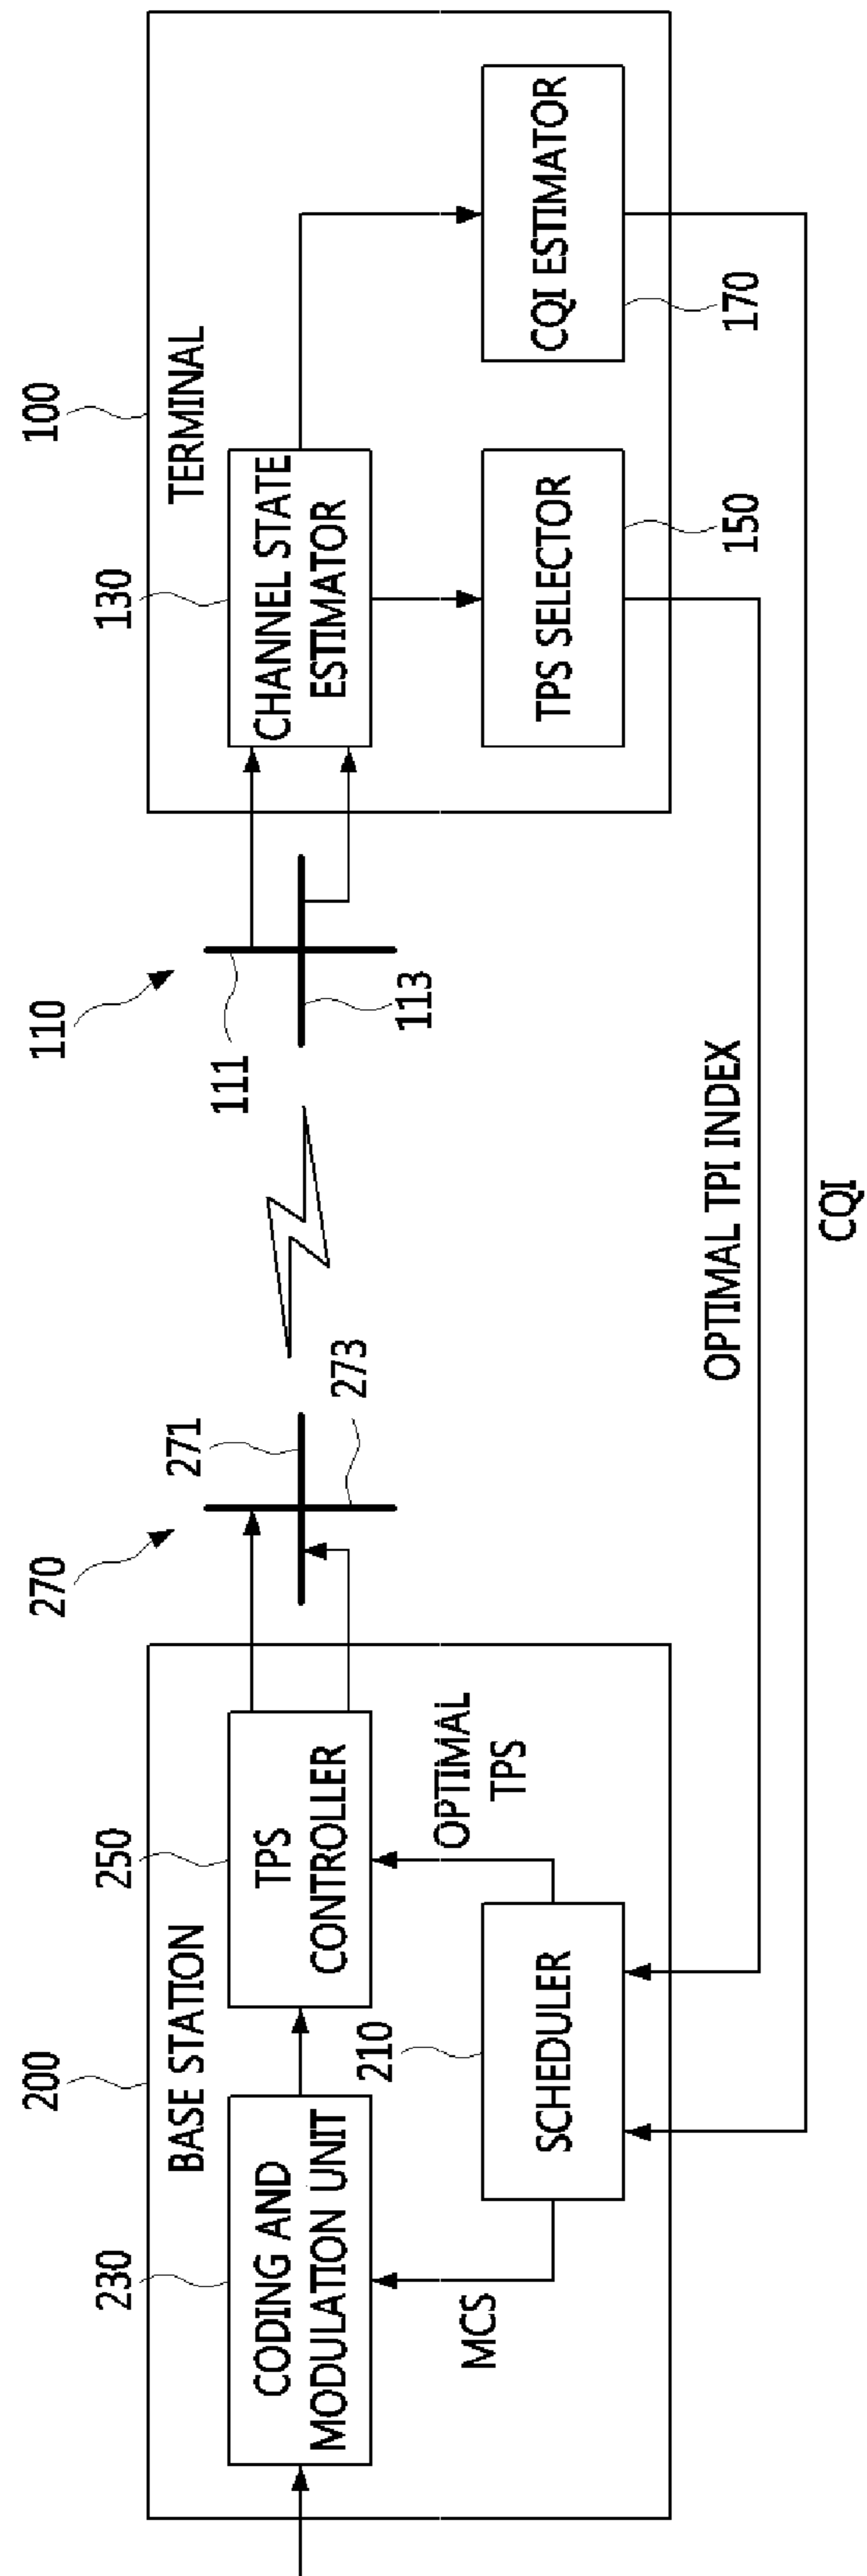 200
BASE STATION
230
CODING AND
MODULATION UNIT
250
TPS
CONTROLLER
210
SCHEDULER
MCS
OPTIMAL
TPS
270
271
273
110
111
113
100
TERMINAL
130
CHANNEL STATE
ESTIMATOR
TPS SELECTOR
150
CQI ESTIMATOR
170
OPTIMAL TPI INDEX
CQI